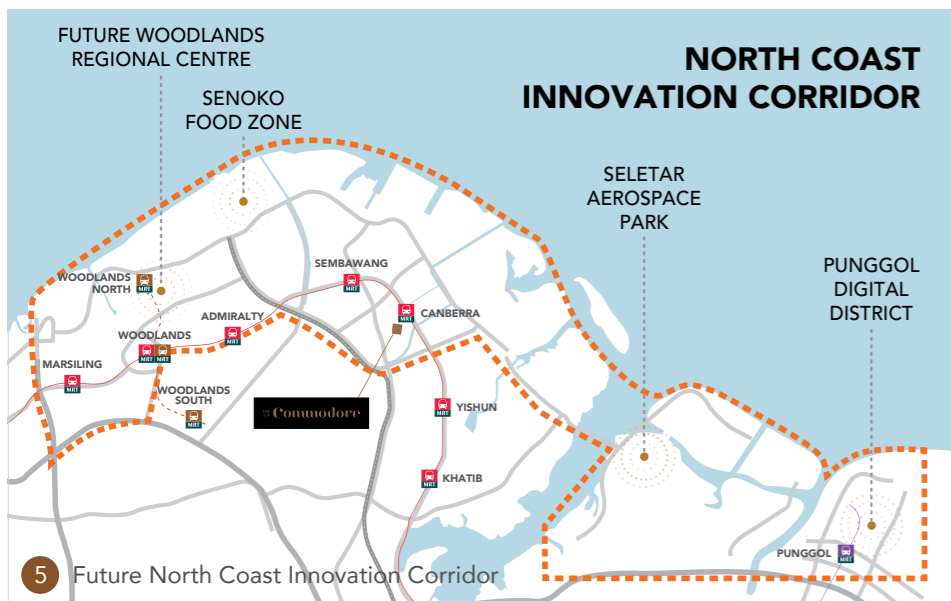 FUTURE WOODLANDS
REGIONAL CENTRE
NORTH COAST
INNOVATION CORRIDOR
SENOKO
FOOD ZONE
SELETAR
AEROSPACE
PARK
PUNGGOL
DIGITAL
DISTRICT
WOODLANDS
NORTH
MRT
SEMBAWANG
MRT
CANBERRA
MRT
ADMIRALTY
MRT
WOODLANDS
MRT
MRT
MARSILING
MRT
WOODLANDS
SOUTH
MRT
Commodore
YISHUN
MRT
KHATIB
MRT
PUNGGOL
MRT
5 Future North Coast Innovation Corridor